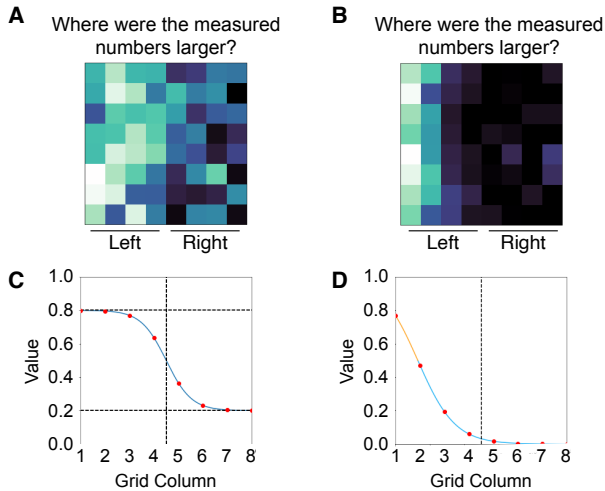 A
Where were the measured
numbers larger?
Left
Right
B
Where were the measured
numbers larger?
Left
Right
C
1.0
0.8
0.6
0.4
0.2
0.0
Value
1 2 3 4 5 6 7 8
Grid Column
D
1.0
0.8
0.6
0.4
0.2
0.0
Value
1 2 3 4 5 6 7 8
Grid Column